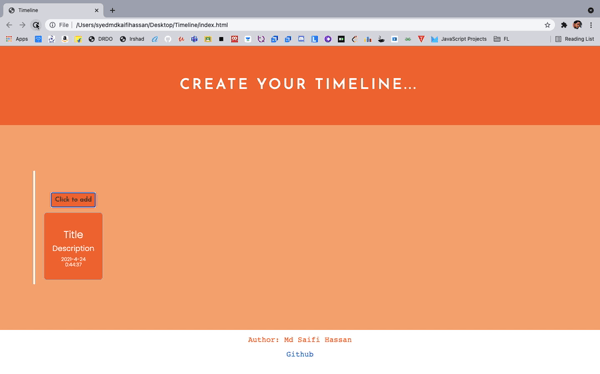 Timeline
File
/Users/syedmdkaifihassan/Desktop/Timeline/index.html
Apps
DRDO
Irshad
JavaScript Projects
FL
Reading List
CREATE YOUR TIMELINE...
Click to add
Title
Description
2021-4-24
0:44:37
Author: Md Saifi Hassan
Github